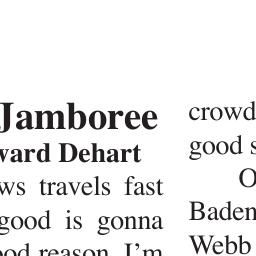 Jamboree
ward Dehart
ws travels fast
good is gonna
ood reason. I'm
crowd
good s
O
Baden
Webb